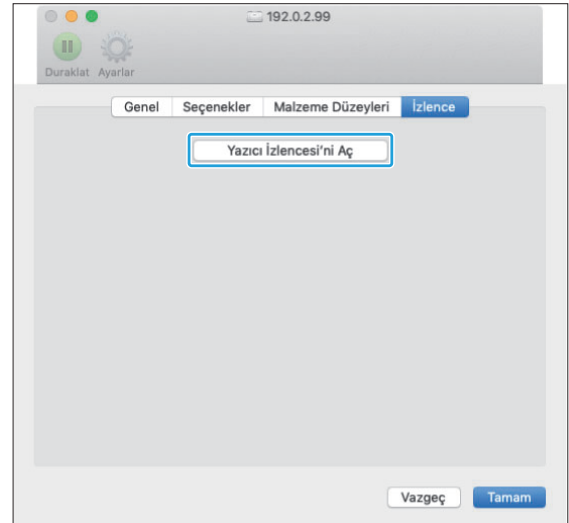 192.0.2.99
Duraklat Ayarlar
Genel Seçenekler Malzeme Düzeyleri İzlence
Yazıcı İzlencesi'ni Aç
Vazgeç Tamam